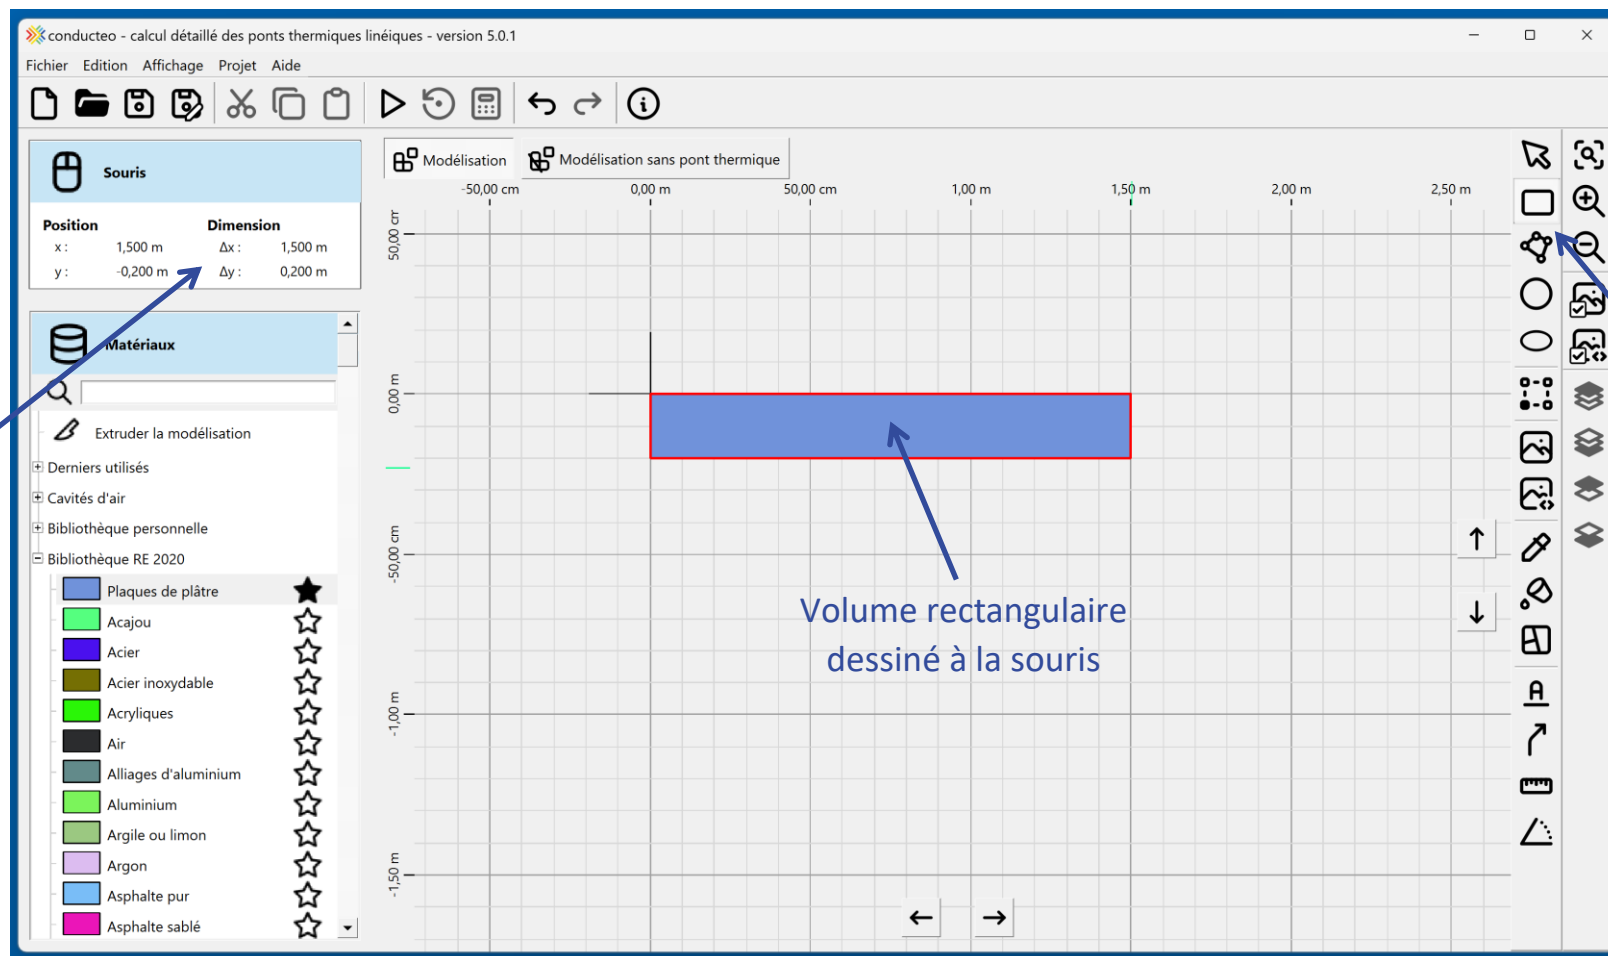 conducteo - calcul détaillé des ponts thermiques linéiques - version 5.0.1
Fichier Edition Affichage Projet Aide
Souris
Position Dimension
x : 1,500 m Δx : 1,500 m
y : -0,200 m Δy : 0,200 m
Matériaux
Extruder la modélisation
Derniers utilisés
Cavités d'air
Bibliothèque personnelle
Bibliothèque RE 2020
Plaques de plâtre
Acajou
Acier
Acier inoxydable
Acryliques
Air
Alliages d'aluminium
Aluminium
Argile ou limon
Argon
Asphalte pur
Asphalte sablé
Modélisation Modélisation sans pont thermique
-50,00 cm 0,00 m 50,00 cm 1,00 m 1,50 m 2,00 m 2,50 m
50,00 cm
0,00 m
-50,00 cm
-1,00 m
-1,50 m
Volume rectangulaire
dessiné à la souris